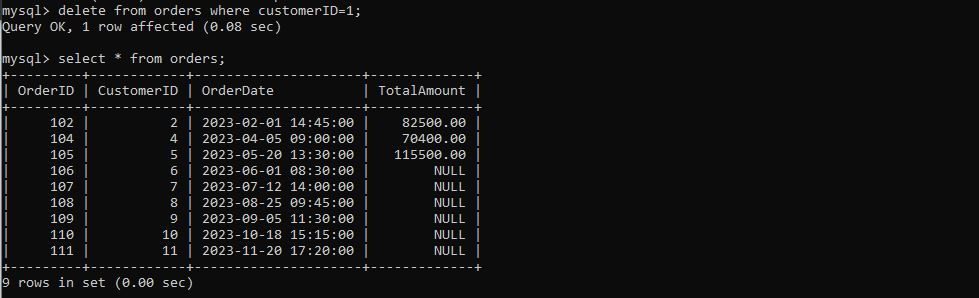 mysql> delete from orders where customerID=1;
Query OK, 1 row affected (0.08 sec)
mysql> select * from orders;
+---------+------------+---------------------+-------------+
| OrderID | CustomerID | OrderDate           | TotalAmount |
+---------+------------+---------------------+-------------+
|     102 |          2 | 2023-02-01 14:45:00 |    82500.00 |
|     104 |          4 | 2023-04-05 09:00:00 |    70400.00 |
|     105 |          5 | 2023-05-20 13:30:00 |   115500.00 |
|     106 |          6 | 2023-06-01 08:30:00 |        NULL |
|     107 |          7 | 2023-07-12 14:00:00 |        NULL |
|     108 |          8 | 2023-08-25 09:45:00 |        NULL |
|     109 |          9 | 2023-09-05 11:30:00 |        NULL |
|     110 |         10 | 2023-10-18 15:15:00 |        NULL |
|     111 |         11 | 2023-11-20 17:20:00 |        NULL |
+---------+------------+---------------------+-------------+
9 rows in set (0.00 sec)